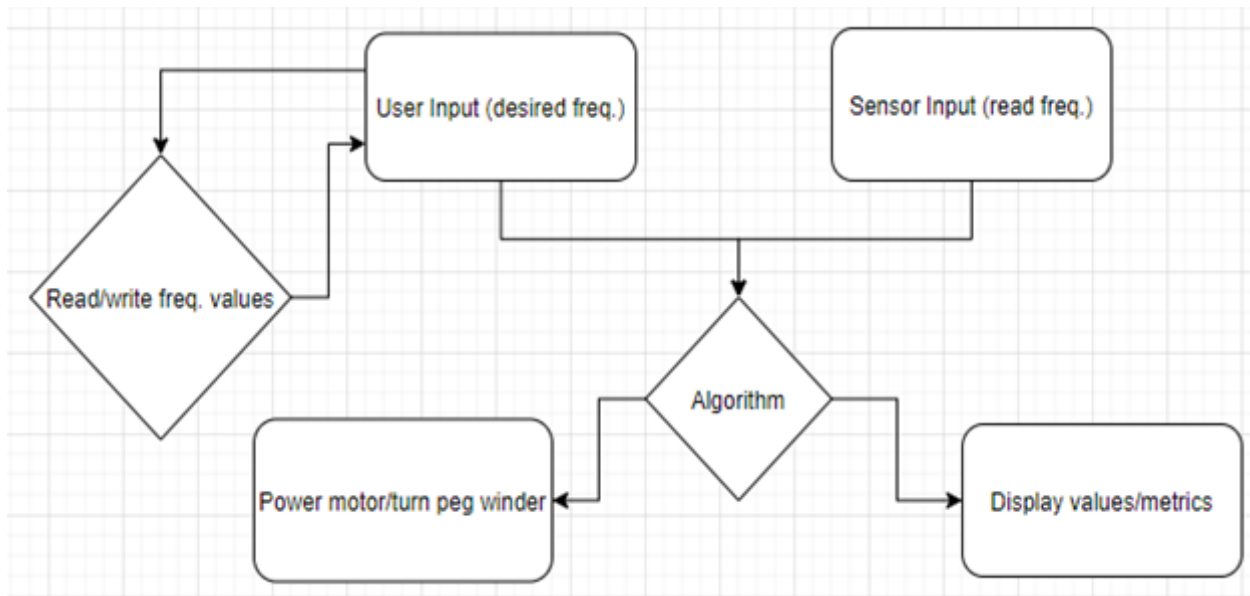 User Input (desired freq.)
Sensor Input (read freq.)
Read/write freq. values
Algorithm
Power motor/turn peg winder
Display values/metrics